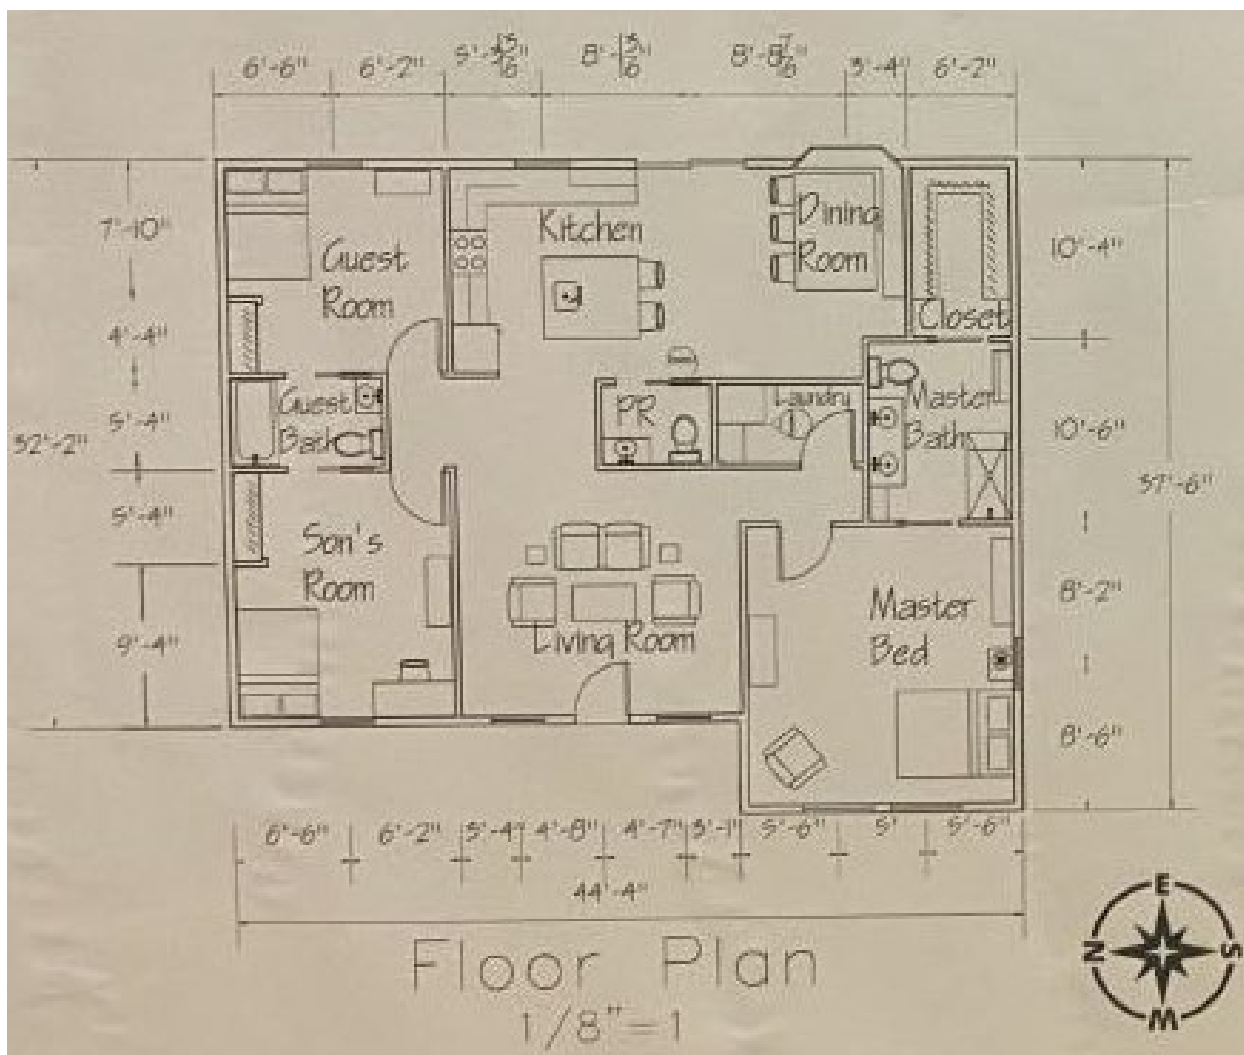 6'-6"
6'-2"
8'-8 7/16"
3'-4"
6'-2"
7'-10"
4'-4"
5'-4"
32'-2"
5'-4"
9'-4"
Guest
Room
Kitchen
Dining
Room
Closet
Guest
Bath
PR
Laundry
Master
Bath
Son's
Room
Living Room
Master
Bed
10'-4"
10'-6"
37'-6"
8'-2"
8'-6"
6'-6"
6'-2"
3'-4"
4'-8"
4'-7"
3'-1"
5'-6"
5'
5'-6"
44'-4"
Floor Plan
1/8"=1
E
N
S
W